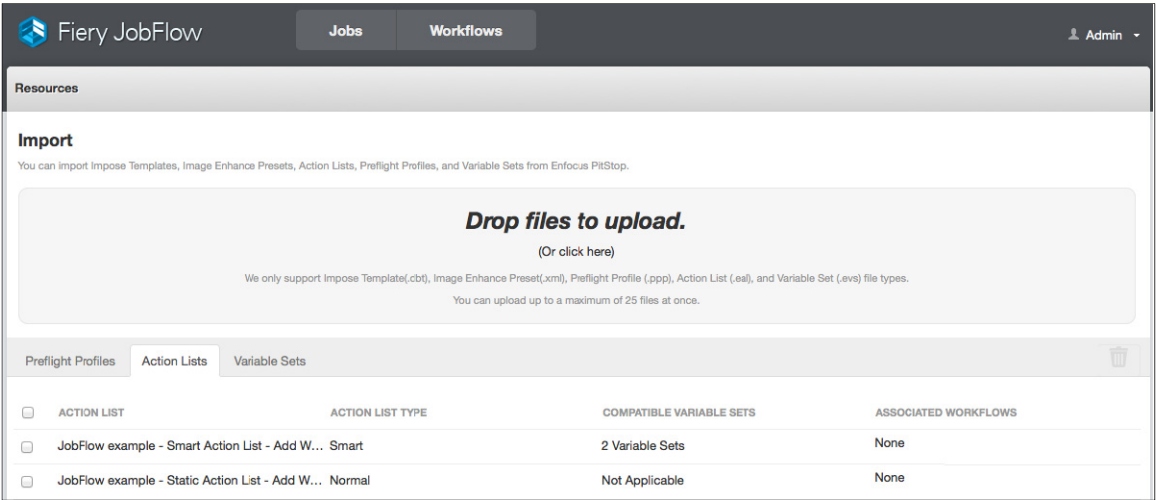 Fiery JobFlow
Jobs
Workflows
Admin
Resources
Import
You can import Impose Templates, Image Enhance Presets, Action Lists, Preflight Profiles, and Variable Sets from Enfocus PitStop.
Drop files to upload.
(Or click here)
We only support Impose Template(.cbt), Image Enhance Preset(.xml), Preflight Profile (.ppp), Action List (.eal), and Variable Set (.evs) file types.
You can upload up to a maximum of 25 files at once.
Preflight Profiles
Action Lists
Variable Sets
ACTION LIST
ACTION LIST TYPE
COMPATIBLE VARIABLE SETS
ASSOCIATED WORKFLOWS
JobFlow example - Smart Action List - Add W...
Smart
2 Variable Sets
None
JobFlow example - Static Action List - Add W...
Normal
Not Applicable
None